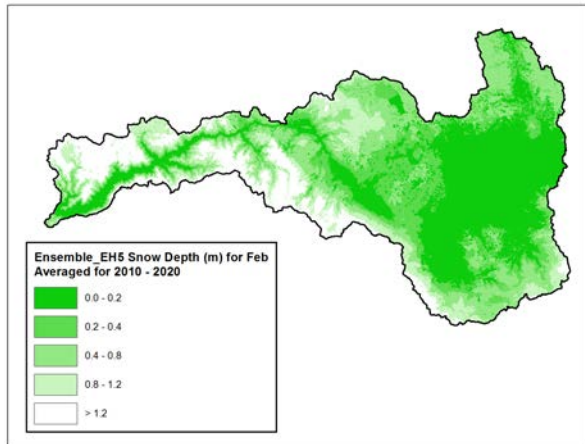 Ensemble_EH5 Snow Depth (m) for Feb
Averaged for 2010 - 2020
0.0 - 0.2
0.2 - 0.4
0.4 - 0.8
0.8 - 1.2
> 1.2